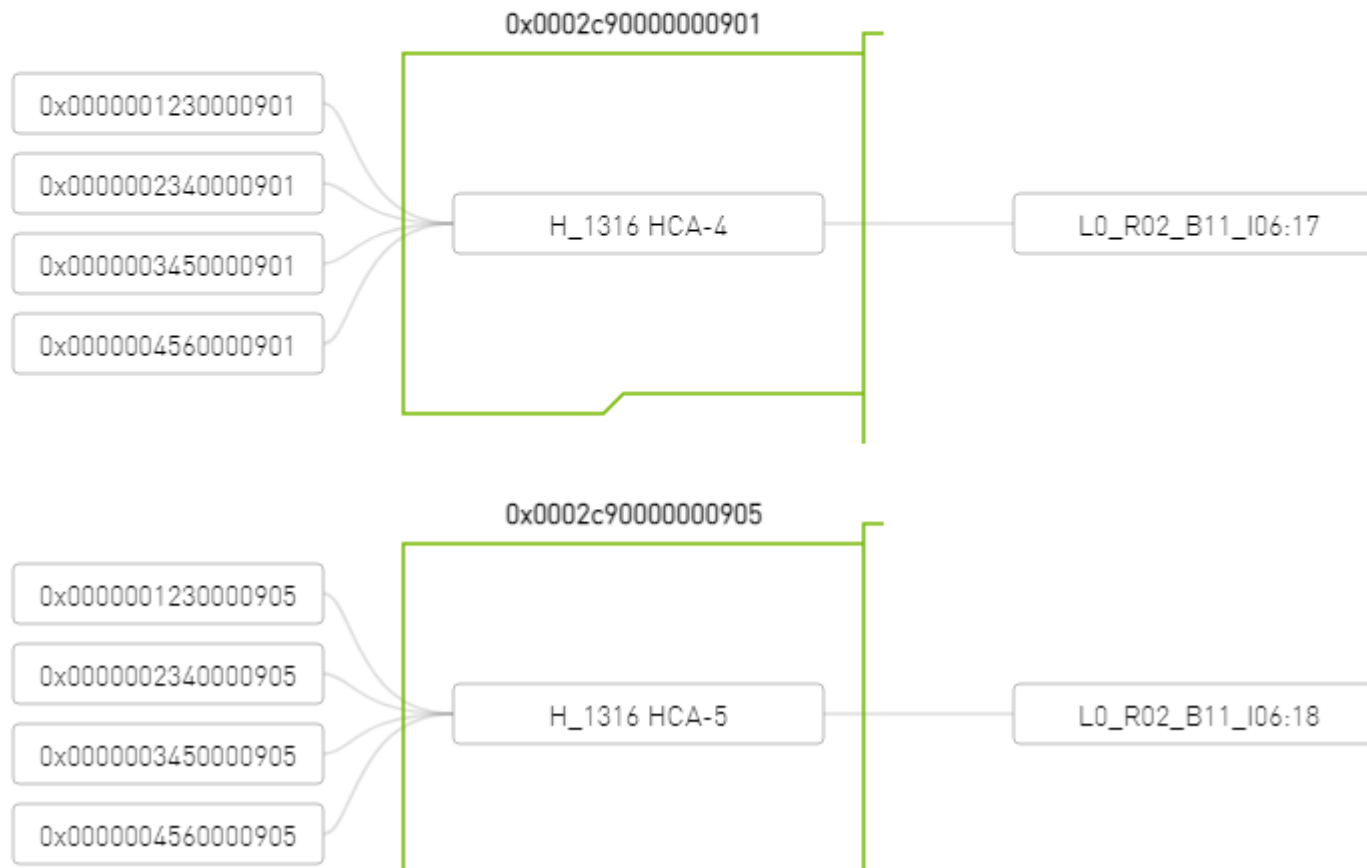 0x0002c90000000901
0x0000001230000901
0x0000002340000901
0x0000003450000901
0x0000004560000901
H_1316 HCA-4
L0_R02_B11_I06:17
0x0002c90000000905
0x0000001230000905
0x0000002340000905
0x0000003450000905
0x0000004560000905
H_1316 HCA-5
L0_R02_B11_I06:18